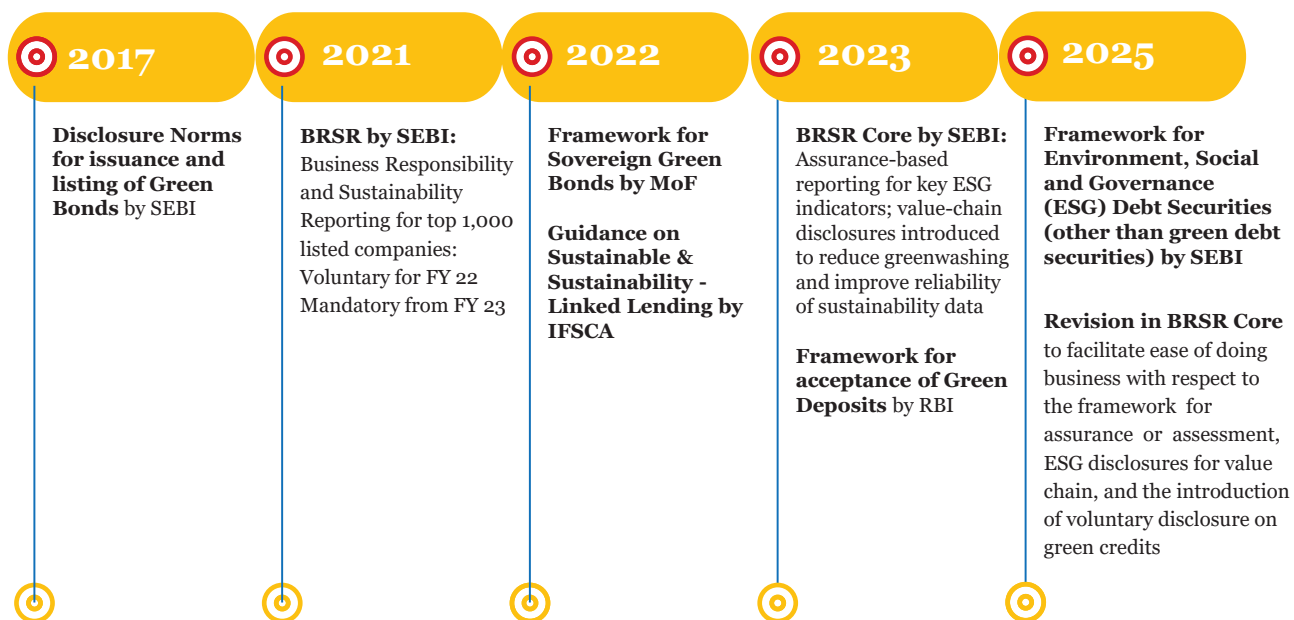 2017
Disclosure Norms
for issuance and
listing of Green
Bonds by SEBI
2021
BRSR by SEBI:
Business Responsibility
and Sustainability
Reporting for top 1,000
listed companies:
Voluntary for FY 22
Mandatory from FY 23
2022
Framework for
Sovereign Green
Bonds by MoF
Guidance on
Sustainable &
Sustainability -
Linked Lending by
IFSCA
2023
BRSR Core by SEBI:
Assurance-based
reporting for key ESG
indicators; value-chain
disclosures introduced
to reduce greenwashing
and improve reliability
of sustainability data
Framework for
acceptance of Green
Deposits by RBI
2025
Framework for
Environment, Social
and Governance
(ESG) Debt Securities
(other than green debt
securities) by SEBI
Revision in BRSR Core
to facilitate ease of doing
business with respect to
the framework for
assurance or assessment,
ESG disclosures for value
chain, and the introduction
of voluntary disclosure on
green credits